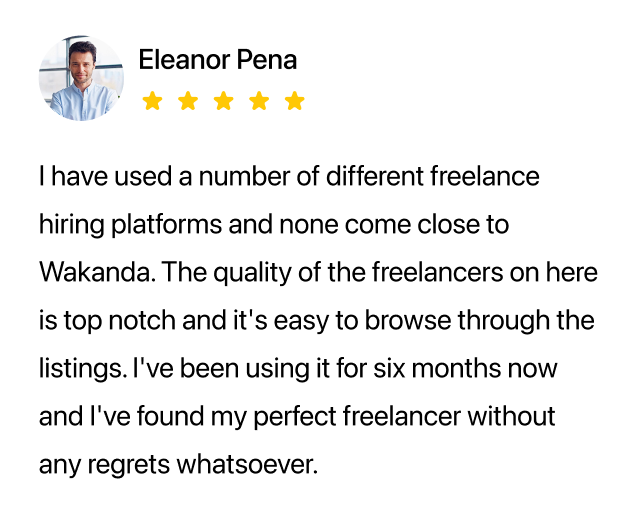 Eleanor Pena
I have used a number of different freelance
hiring platforms and none come close to
Wakanda. The quality of the freelancers on here
is top notch and it's easy to browse through the
listings. I've been using it for six months now
and I've found my perfect freelancer without
any regrets whatsoever.